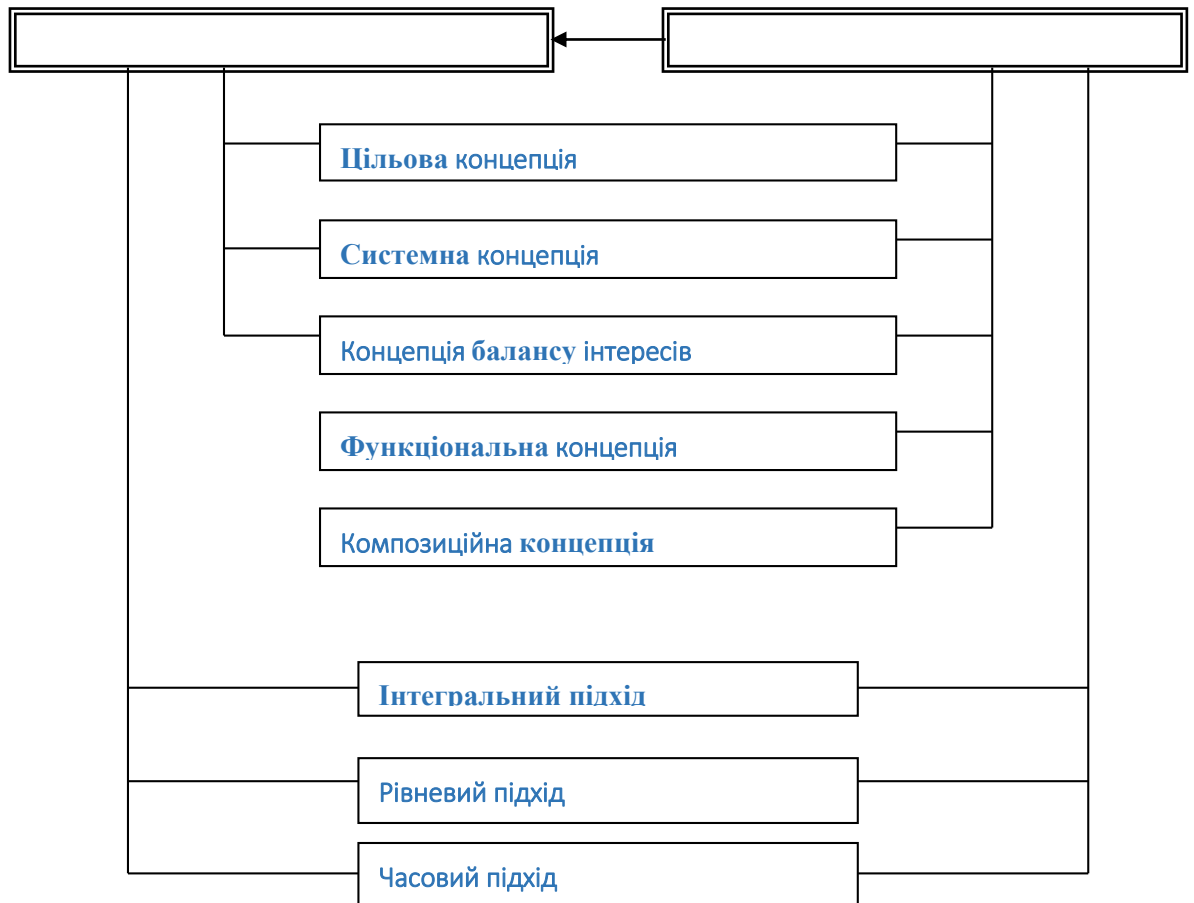 Цільова концепція
Системна концепція
Концепція балансу інтересів
Функціональна концепція
Композиційна концепція
Інтегральний підхід
Рівневий підхід
Часовий підхід